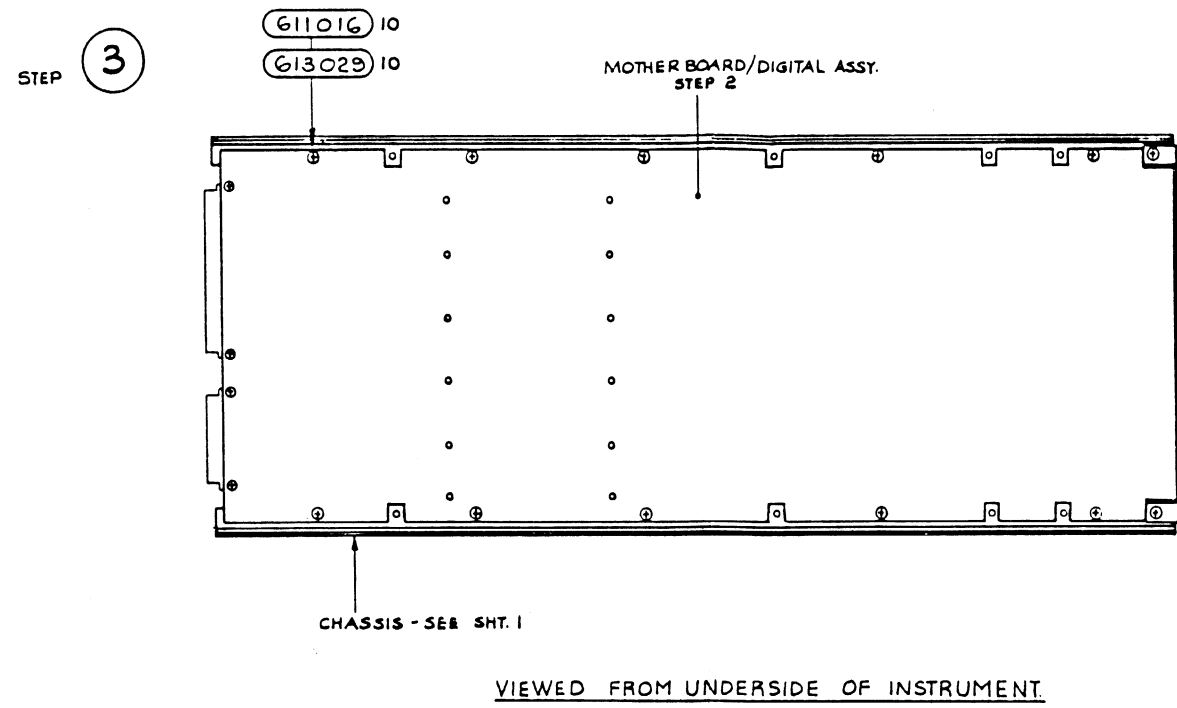 STEP 3
611016 10
613029 10
MOTHER BOARD/DIGITAL ASSY.
STEP 2
CHASSIS - SEE SHT. 1
VIEWED FROM UNDERSIDE OF INSTRUMENT.